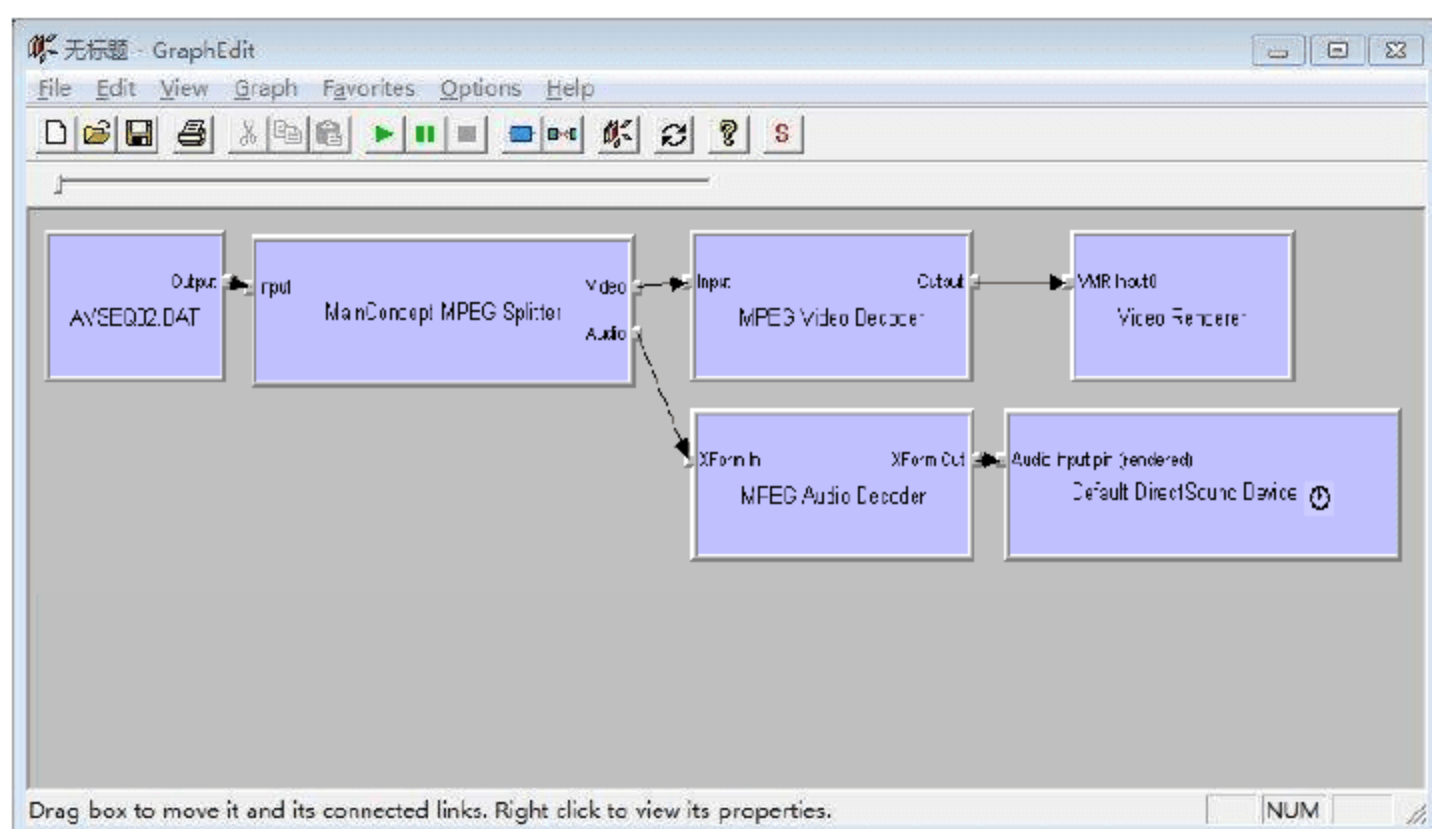 无标题 - GraphEdit
File Edit View Graph Favorites Options Help
S
Output
AVSEQ02.DAT
Input
MainConcept MPEG Splitter
Video
Audio
Input
Output
MPEG Video Decoder
VMR Input0
Video Renderer
XForm In
XForm Out
MPEG Audio Decoder
Audio Input pin (rendered)
Default DirectSound Device
Drag box to move it and its connected links. Right click to view its properties.
NUM